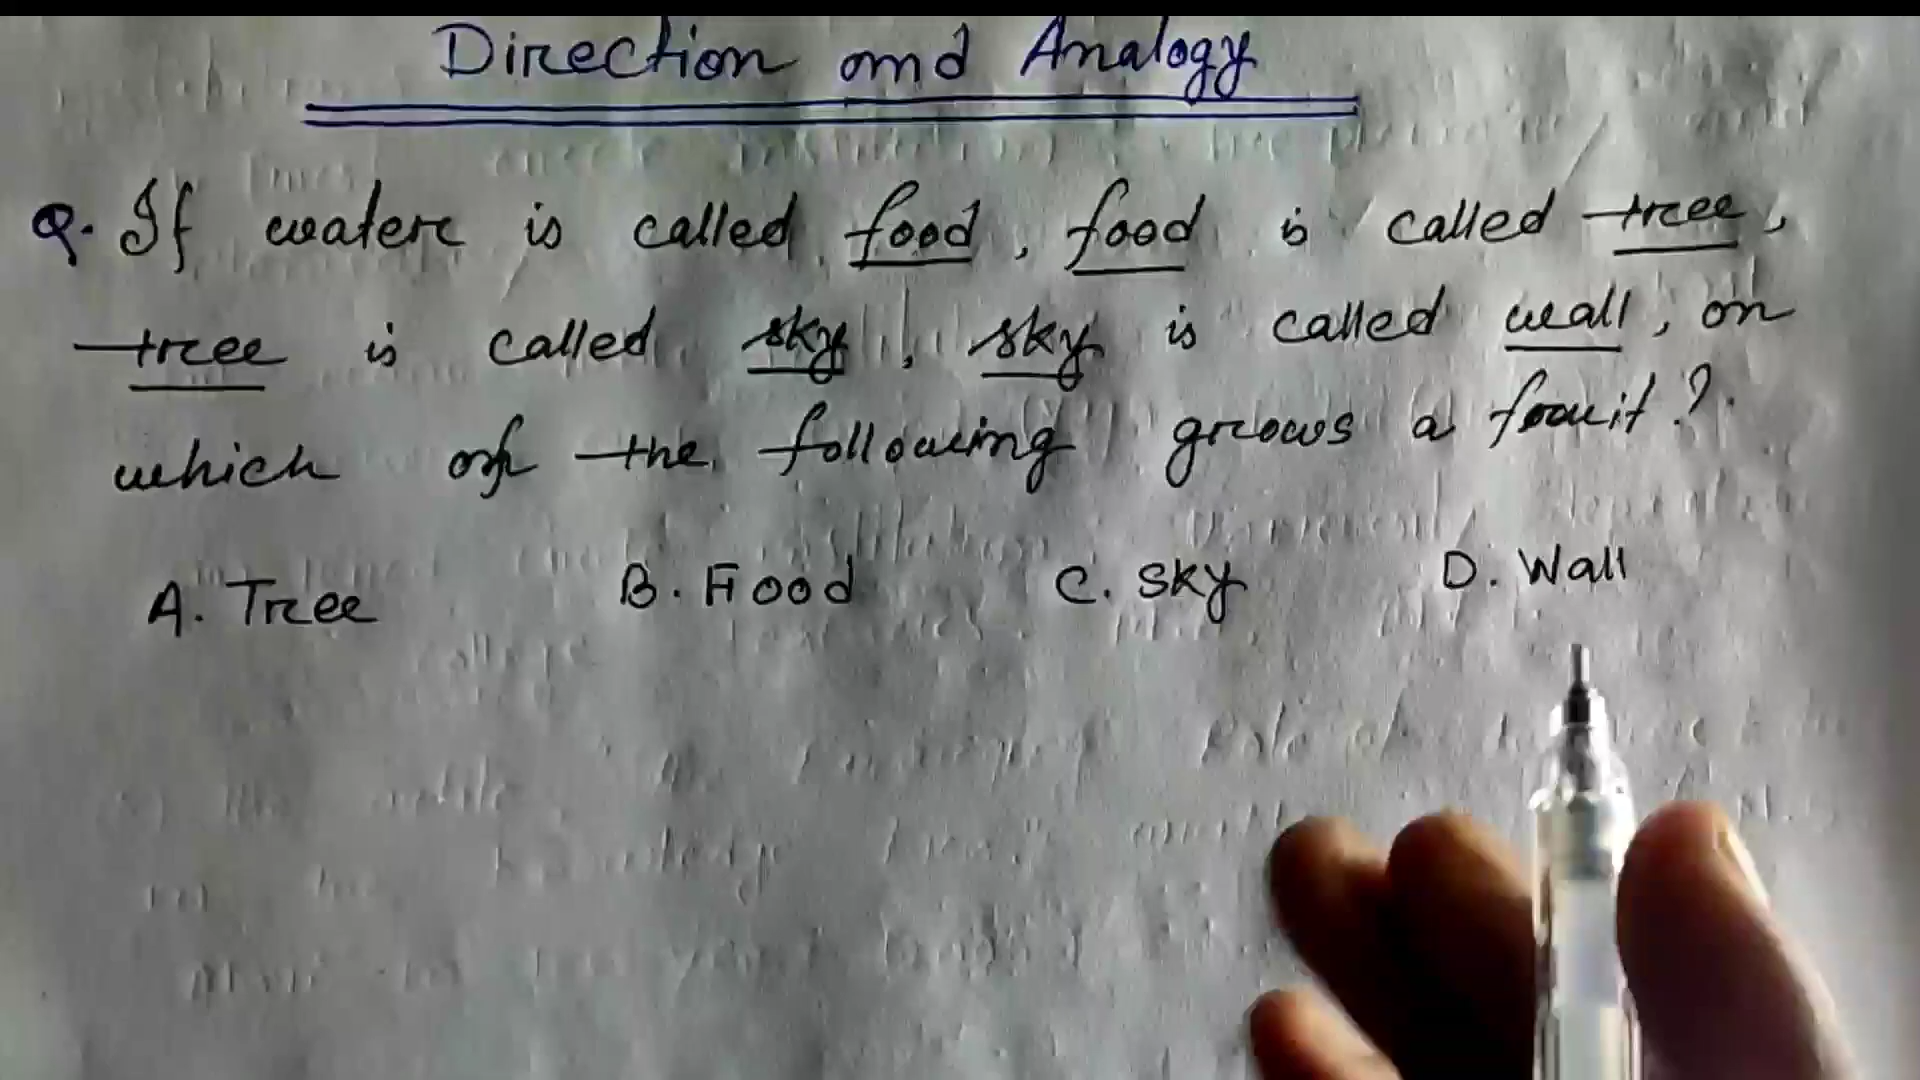 Direction and Analogy
Q. If water is called food, food is called tree,
tree is called sky, sky is called wall, on
which of the following grows a fruit?
A. Tree B. Food C. Sky D. Wall